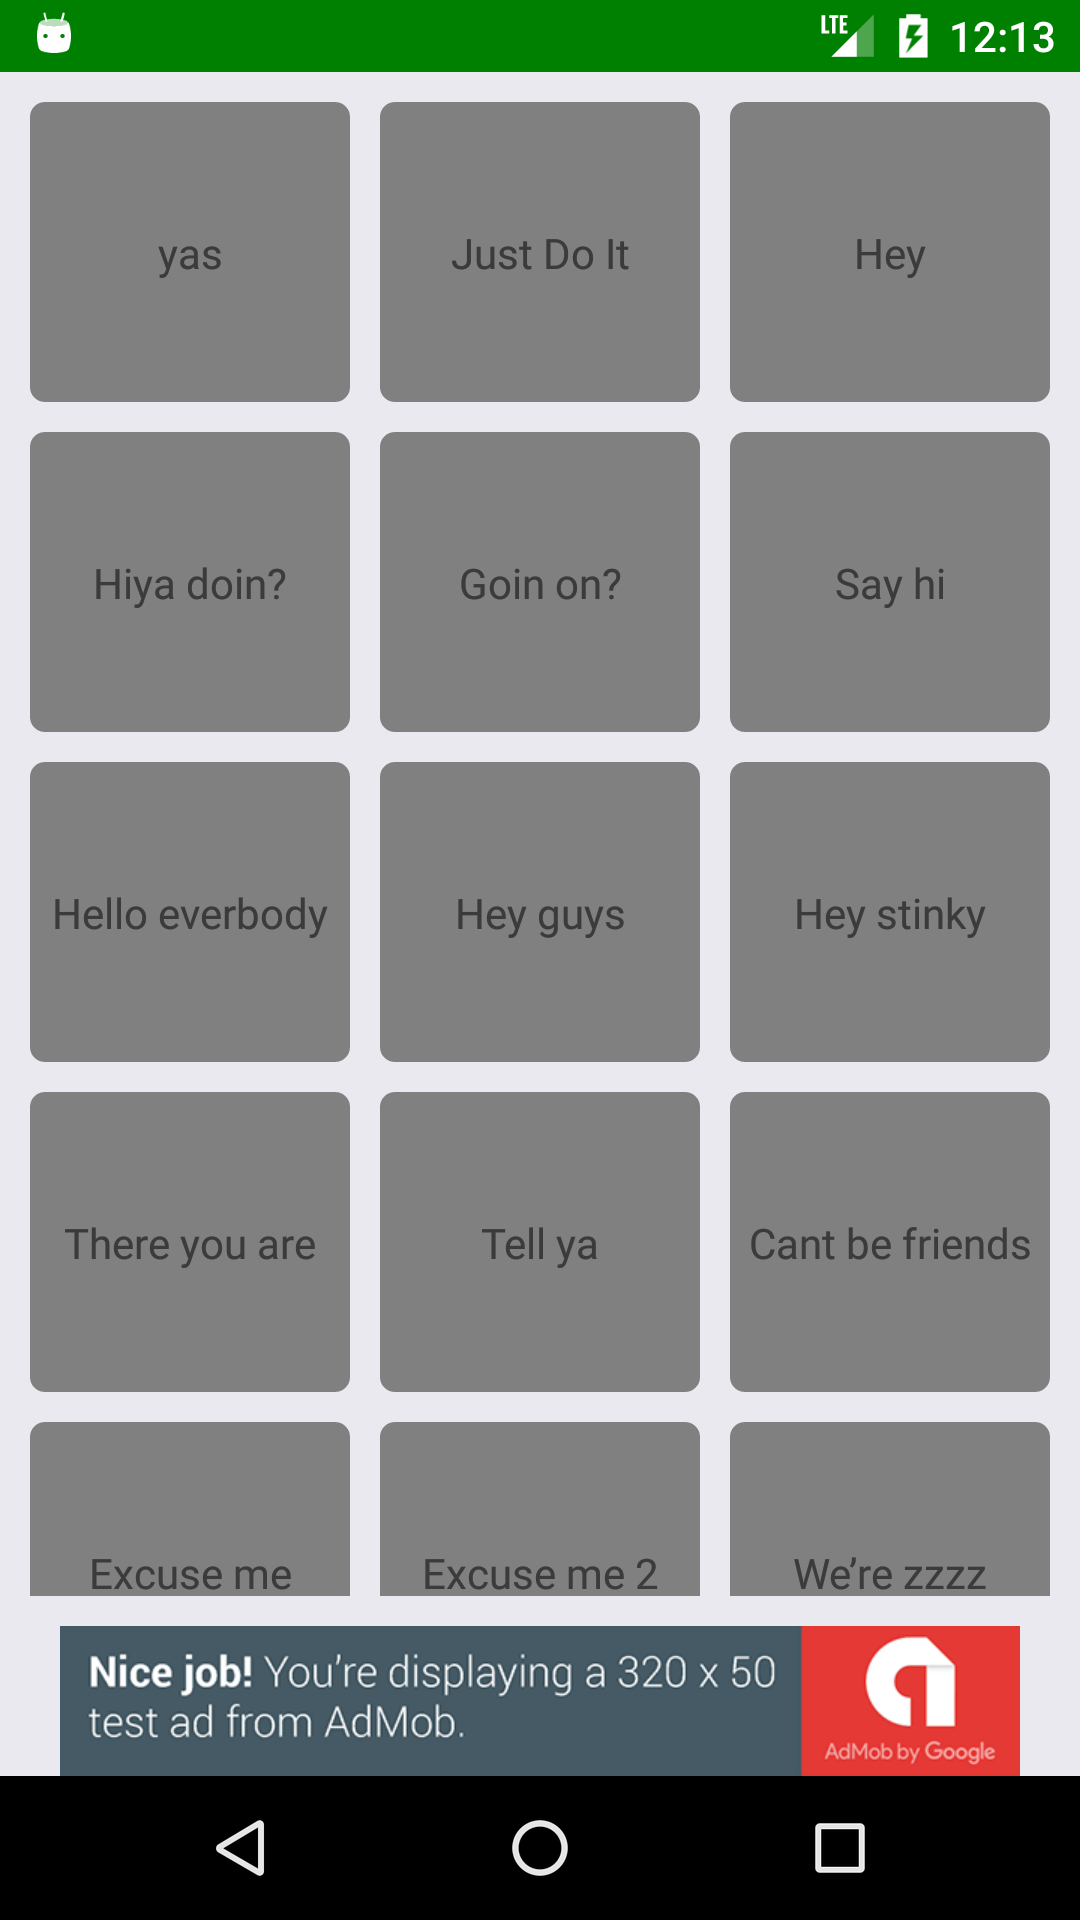 LTE 12:13
yas
Just Do It
Hey
Hiya doin?
Goin on?
Say hi
Hello everbody
Hey guys
Hey stinky
There you are
Tell ya
Cant be friends
Excuse me
Excuse me 2
We’re zzzz
Nice job! You’re displaying a 320 x 50
test ad from AdMob.
AdMob by Google